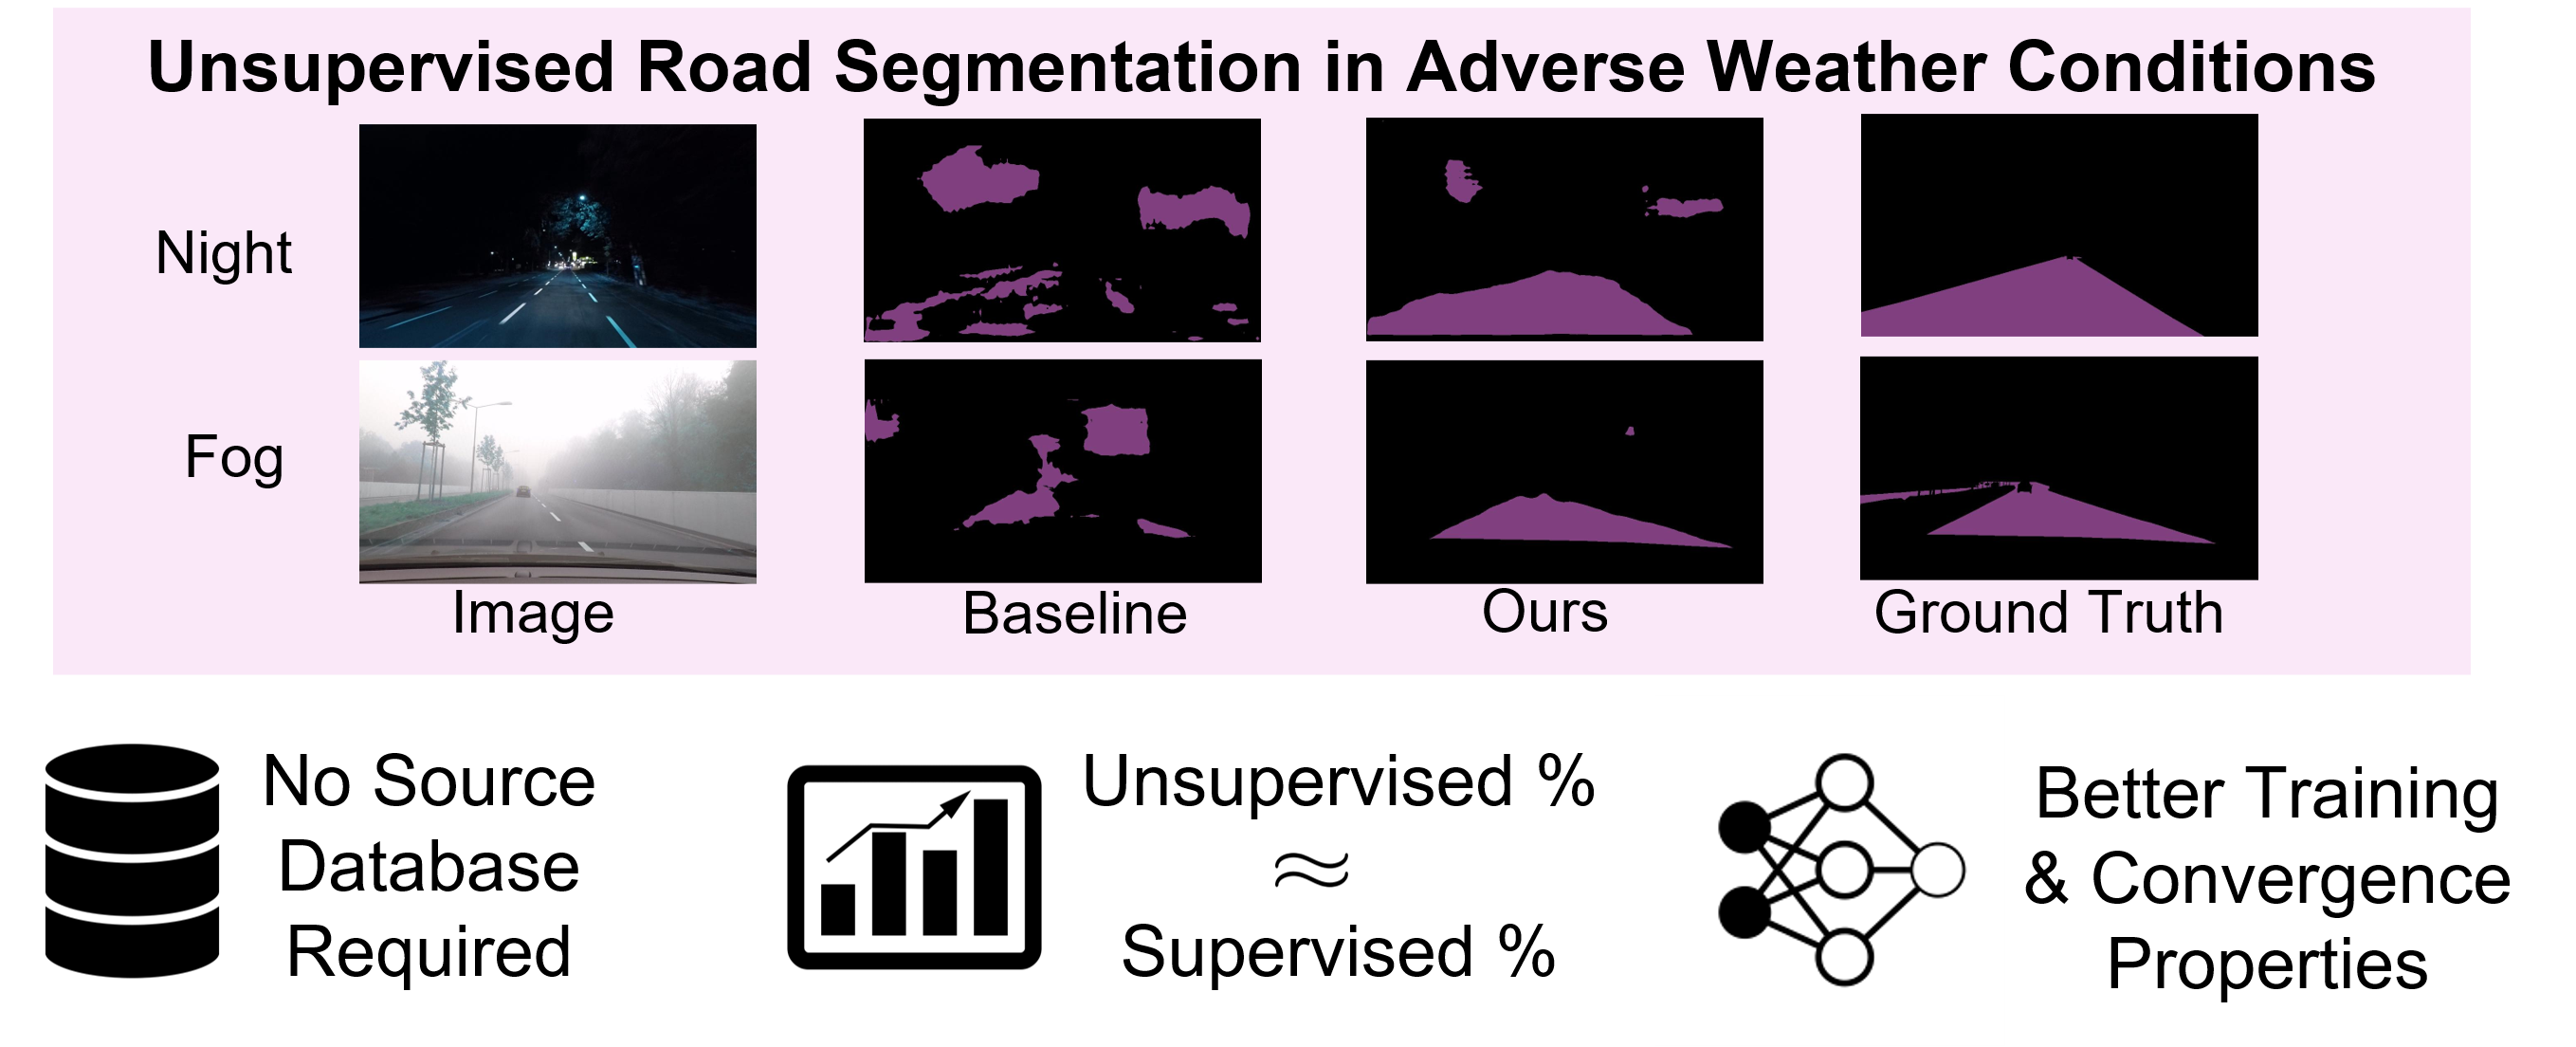 Unsupervised Road Segmentation in Adverse Weather Conditions
Night
Fog
Image
Baseline
Ours
Ground Truth
No Source
Database
Required
Unsupervised %
≈
Supervised %
Better Training
& Convergence
Properties